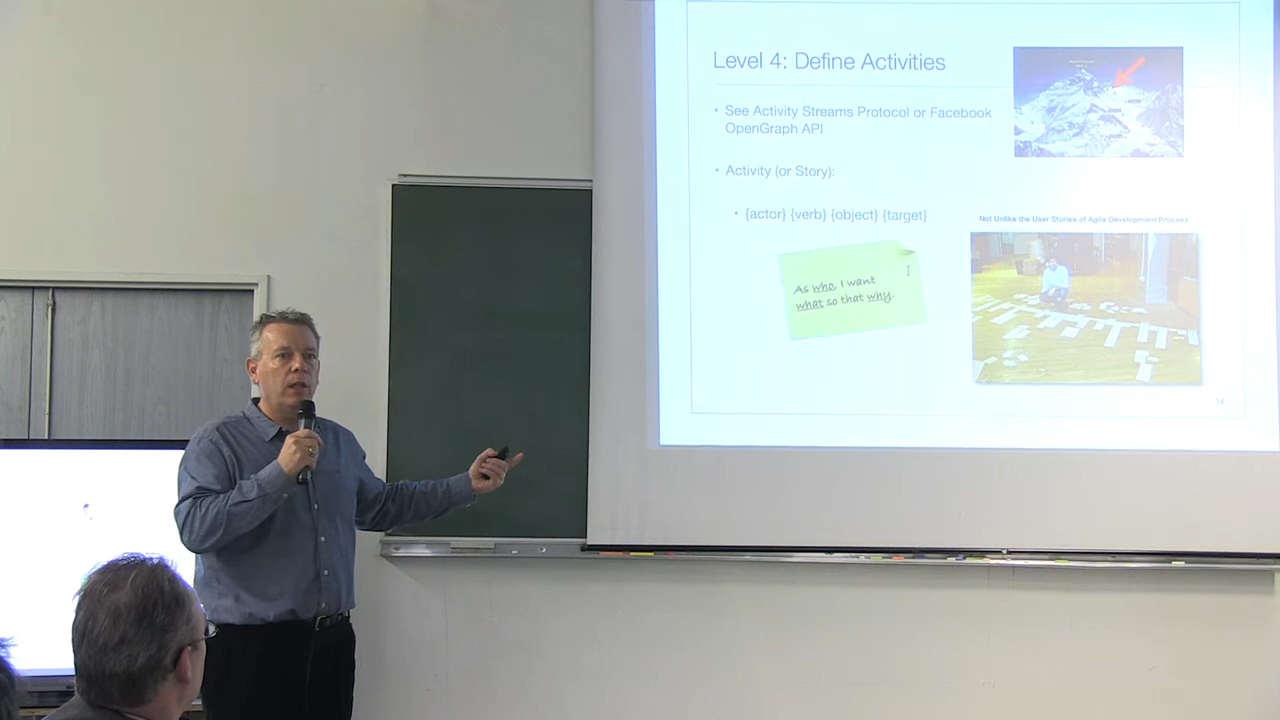 Level 4: Define Activities
• See Activity Streams Protocol or Facebook
OpenGraph API
• Activity (or Story):
• {actor} {verb} {object} {target}
Not Unlike the User Stories of Agile Development Process
As who, I want
what so that why.
14